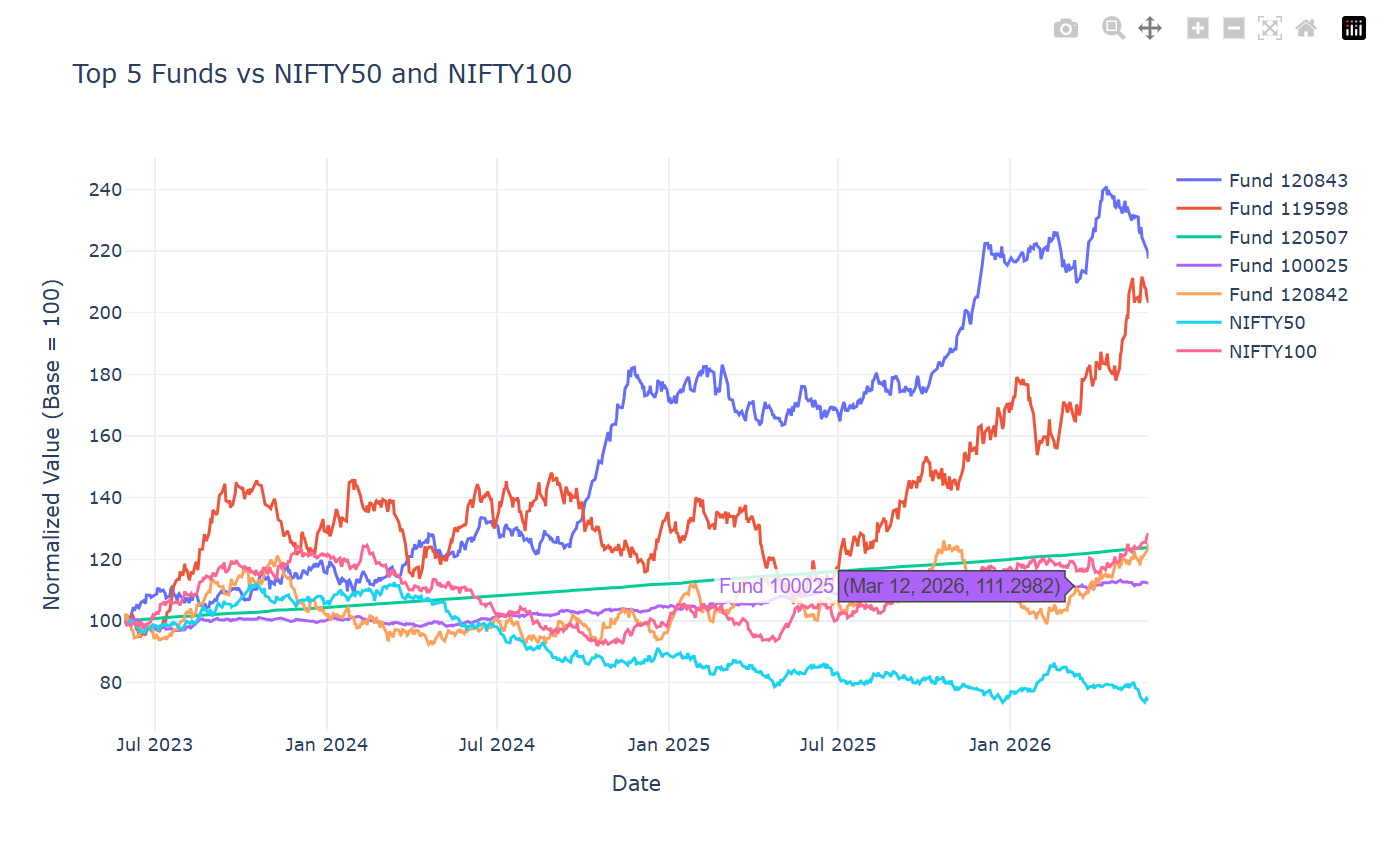 Top 5 Funds vs NIFTY50 and NIFTY100
Normalized Value (Base = 100)
240
220
200
180
160
140
120
100
80
Fund 120843
Fund 119598
Fund 120507
Fund 100025
Fund 120842
NIFTY50
NIFTY100
Fund 100025 (Mar 12, 2026, 111.2982)
Jul 2023 Jan 2024 Jul 2024 Jan 2025 Jul 2025 Jan 2026
Date